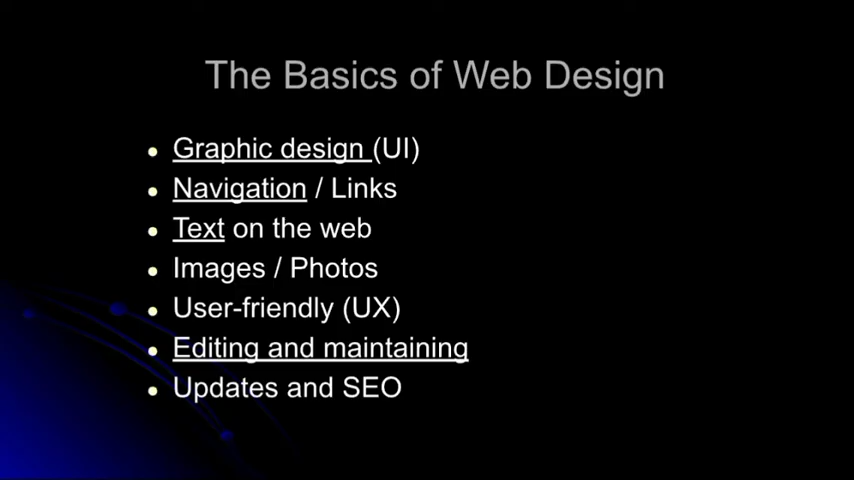 The Basics of Web Design
Graphic design (UI)
Navigation / Links
Text on the web
Images / Photos
User-friendly (UX)
Editing and maintaining
Updates and SEO